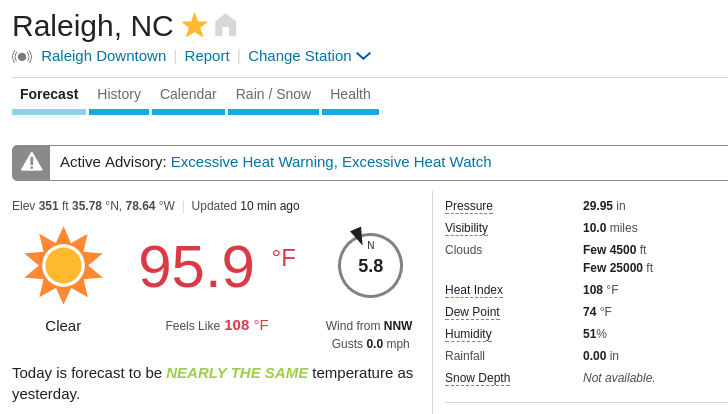 Raleigh, NC
Raleigh Downtown | Report | Change Station
Forecast History Calendar Rain / Snow Health
Active Advisory: Excessive Heat Warning, Excessive Heat Watch
Elev 351 ft 35.78 °N, 78.64 °W | Updated 10 min ago
95.9 °F
N
5.8
Clear
Feels Like 108 °F
Wind from NNW
Gusts 0.0 mph
Today is forecast to be NEARLY THE SAME temperature as
yesterday.
Pressure 29.95 in
Visibility 10.0 miles
Clouds Few 4500 ft
Few 25000 ft
Heat Index 108 °F
Dew Point 74 °F
Humidity 51%
Rainfall 0.00 in
Snow Depth Not available.